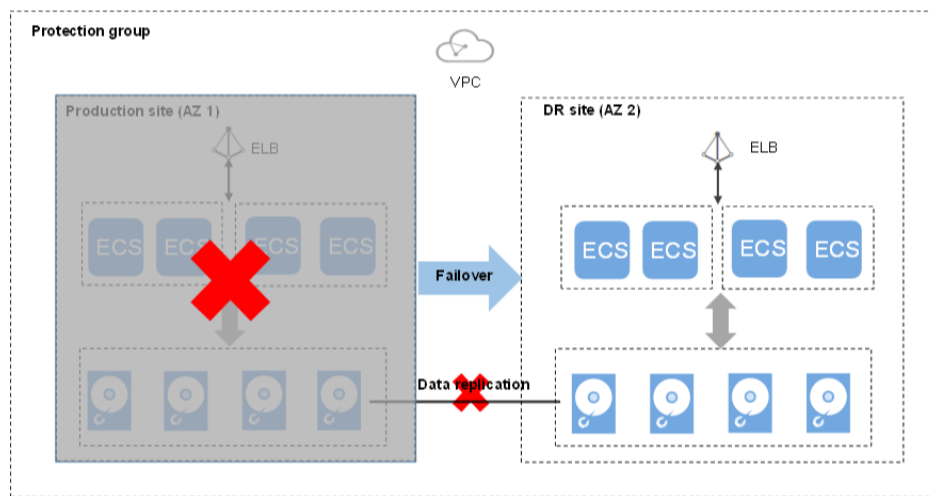 Protection group
VPC
Production site (AZ 1)
DR site (AZ 2)
ELB
ELB
ECS
ECS
ECS
ECS
ECS
ECS
ECS
ECS
Failover
Data replication